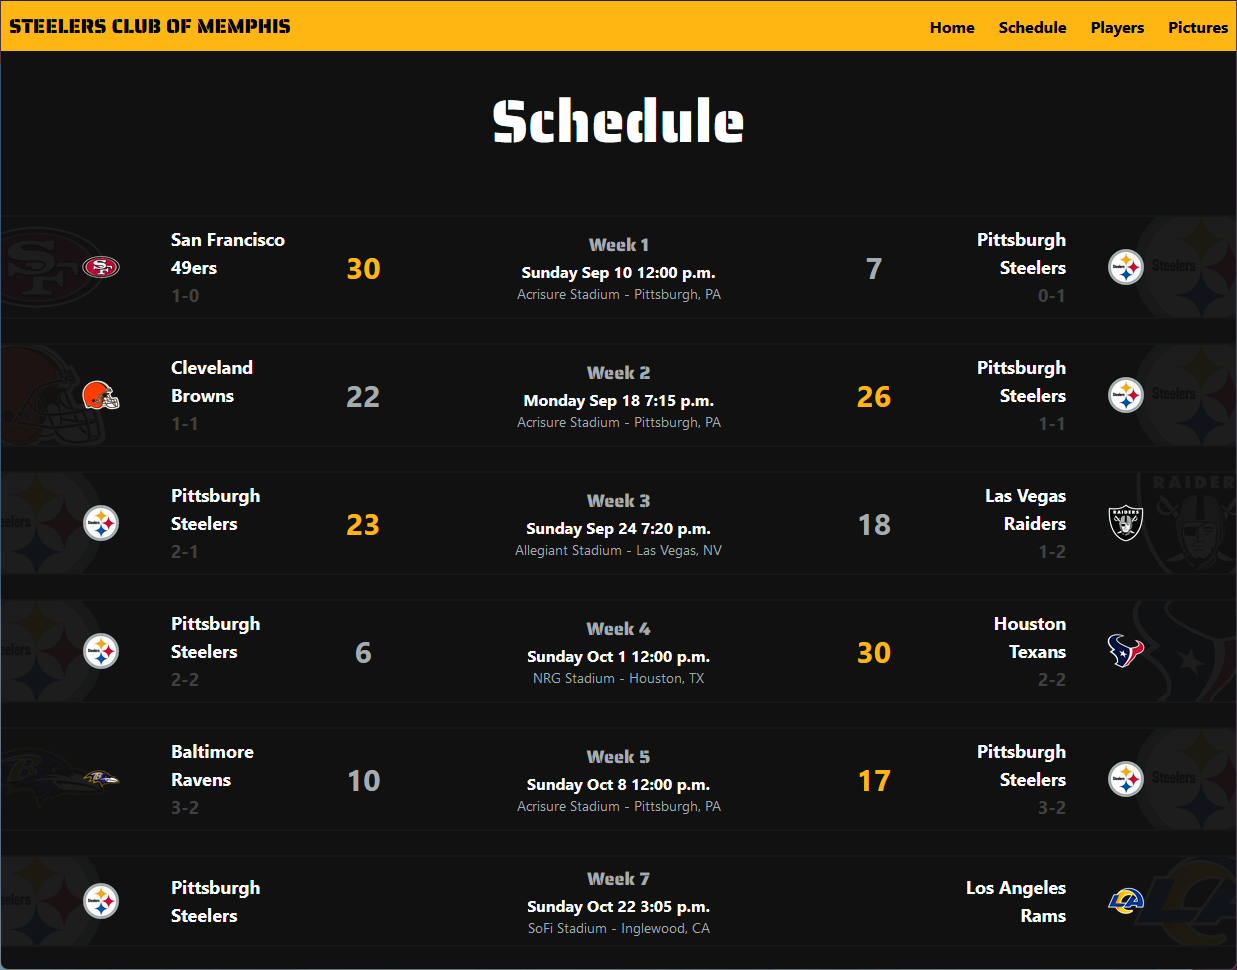 STEELERS CLUB OF MEMPHIS
Home Schedule Players Pictures
Schedule
San Francisco
49ers
1-0
30
Week 1
Sunday Sep 10 12:00 p.m.
Acrisure Stadium - Pittsburgh, PA
7
Pittsburgh
Steelers
0-1
Steelers
Cleveland
Browns
1-1
22
Week 2
Monday Sep 18 7:15 p.m.
Acrisure Stadium - Pittsburgh, PA
26
Pittsburgh
Steelers
1-1
Steelers
Pittsburgh
Steelers
2-1
23
Week 3
Sunday Sep 24 7:20 p.m.
Allegiant Stadium - Las Vegas, NV
18
Las Vegas
Raiders
1-2
RAIDERS
RAIDER
Pittsburgh
Steelers
2-2
6
Week 4
Sunday Oct 1 12:00 p.m.
NRG Stadium - Houston, TX
30
Houston
Texans
2-2
Baltimore
Ravens
3-2
10
Week 5
Sunday Oct 8 12:00 p.m.
Acrisure Stadium - Pittsburgh, PA
17
Pittsburgh
Steelers
3-2
Steelers
Pittsburgh
Steelers
Week 7
Sunday Oct 22 3:05 p.m.
SoFi Stadium - Inglewood, CA
Los Angeles
Rams